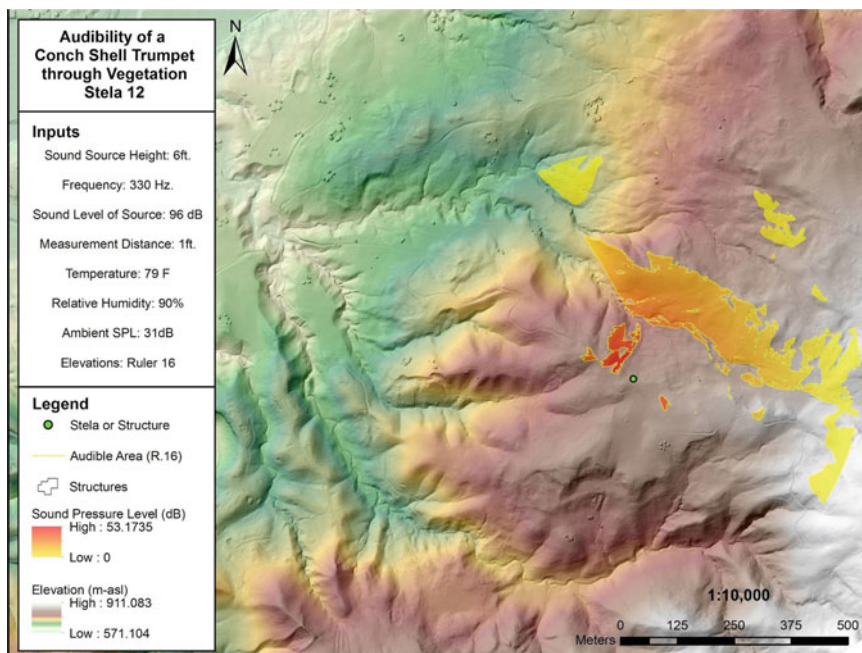 Audibility of a
Conch Shell Trumpet
through Vegetation
Stela 12
Inputs
Sound Source Height: 6ft.
Frequency: 330 Hz.
Sound Level of Source: 96 dB
Measurement Distance: 1ft.
Temperature: 79 F
Relative Humidity: 90%
Ambient SPL: 31dB
Elevations: Ruler 16
Legend
Stela or Structure
Audible Area (R.16)
Structures
Sound Pressure Level (dB)
High : 53.1735
Low : 0
Elevation (m-asl)
High : 911.083
Low : 571.104
N
1:10,000
0 125 250 375 500
Meters